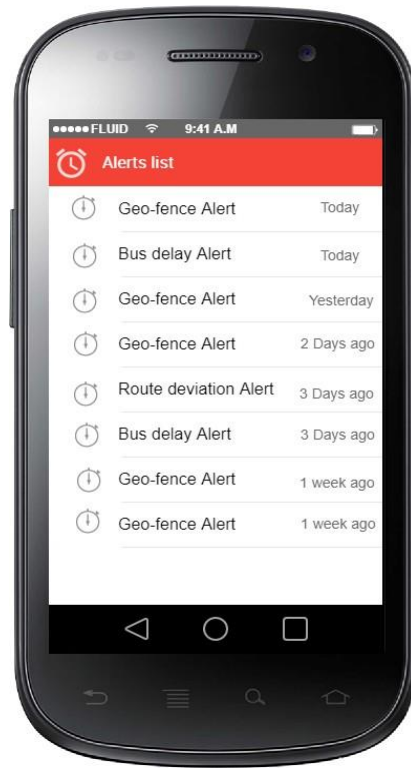 FLUID 9:41 A.M
Alerts list
Geo-fence Alert Today
Bus delay Alert Today
Geo-fence Alert Yesterday
Geo-fence Alert 2 Days ago
Route deviation Alert 3 Days ago
Bus delay Alert 3 Days ago
Geo-fence Alert 1 week ago
Geo-fence Alert 1 week ago